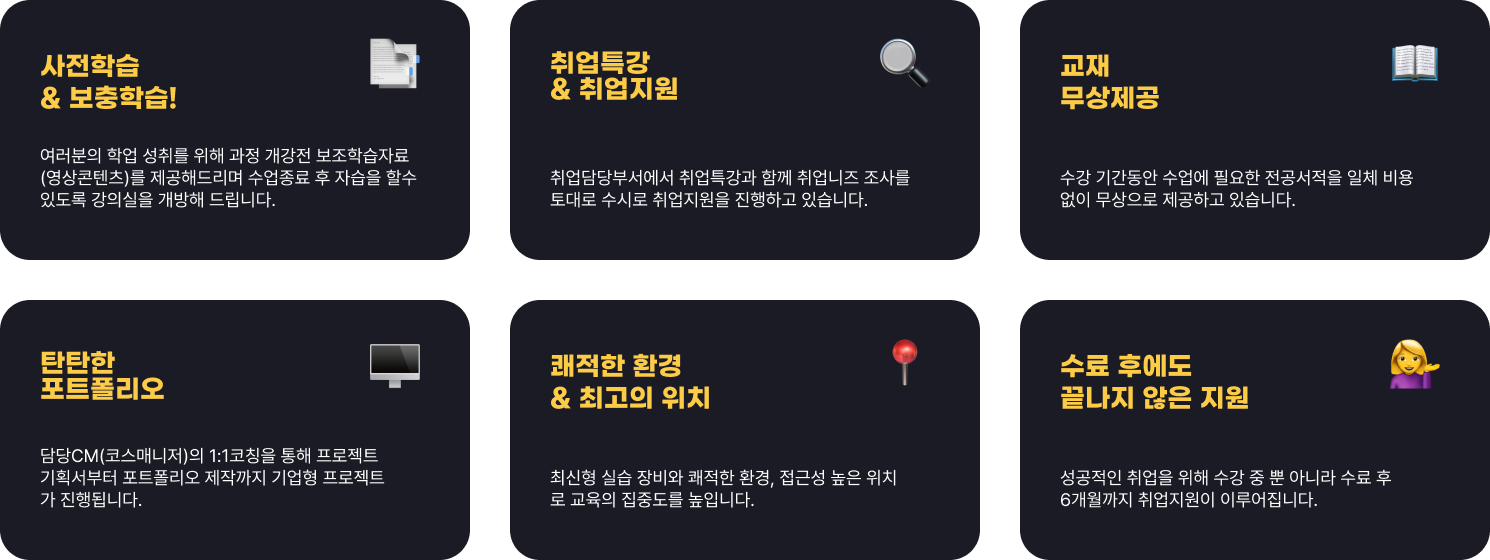 사전학습
& 보충학습!
여러분의 학업 성취를 위해 과정 개강전 보조학습자료
(영상콘텐츠)를 제공해드리며 수업종료 후 자습을 할수
있도록 강의실을 개방해 드립니다.
취업특강
& 취업지원
취업담당부서에서 취업특강과 함께 취업니즈 조사를
토대로 수시로 취업지원을 진행하고 있습니다.
교재
무상제공
수강 기간동안 수업에 필요한 전공서적을 일체 비용
없이 무상으로 제공하고 있습니다.
탄탄한
포트폴리오
담당CM(코스매니저)의 1:1코칭을 통해 프로젝트
기획서부터 포트폴리오 제작까지 기업형 프로젝트
가 진행됩니다.
쾌적한 환경
& 최고의 위치
최신형 실습 장비와 쾌적한 환경, 접근성 높은 위치
로 교육의 집중도를 높입니다.
수료 후에도
끝나지 않은 지원
성공적인 취업을 위해 수강 중 뿐 아니라 수료 후
6개월까지 취업지원이 이루어집니다.